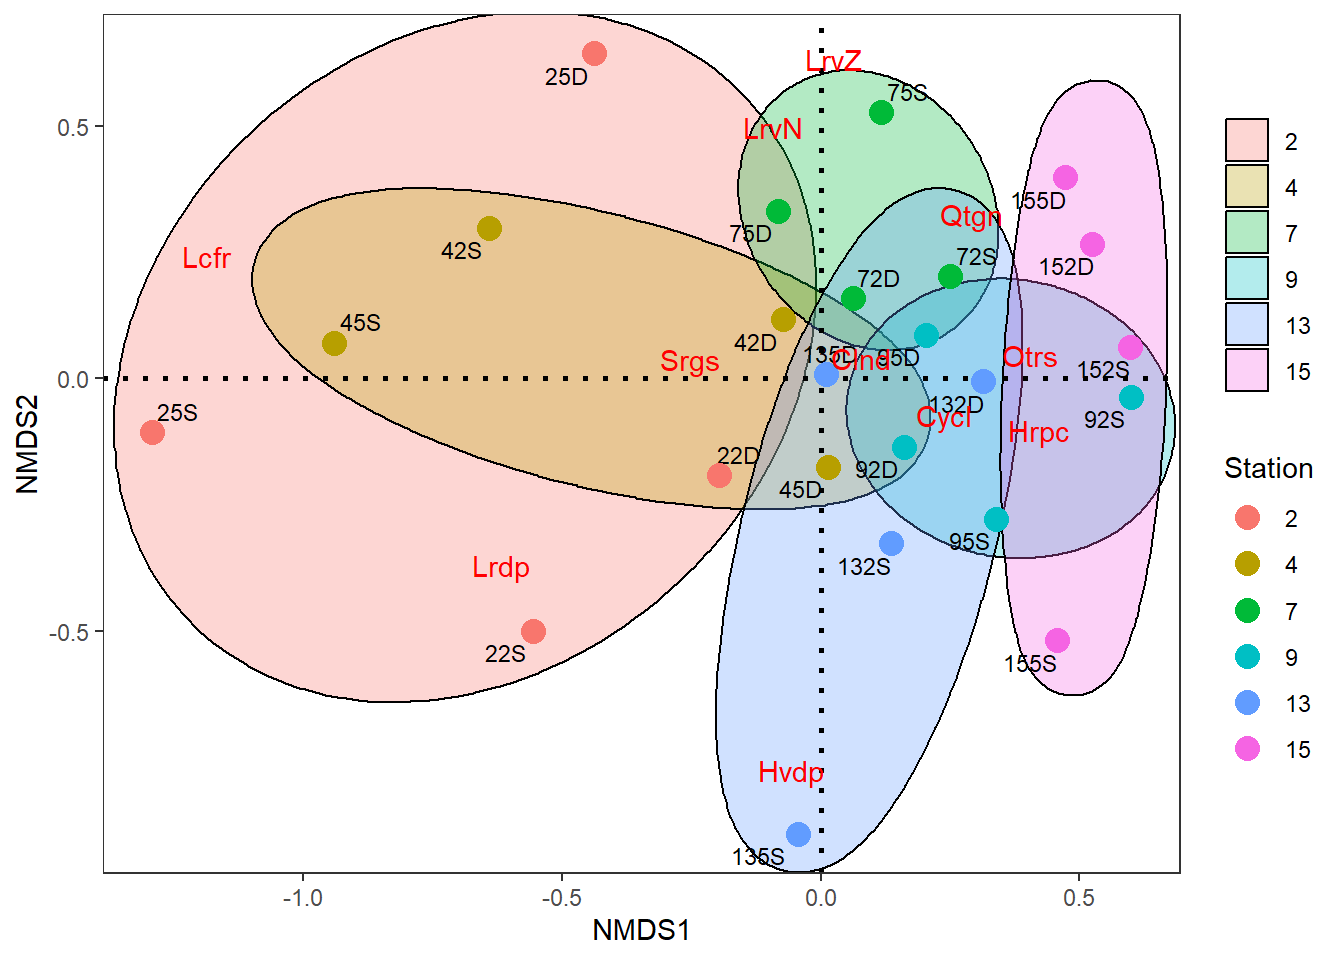 LrvZ
25D
75S
0.5
LrvN
2
155D
4
Qtgn
75D
7
42S
Lcfr
72S
152D
72D
9
45S
13
42D
135D
Clnd
95D
Otrs
Srgs
152S
15
0.0
132D
25S
Cycl
92S
Hrpc
NMDS2
22D
92D
Station
45D
2
95S
132S
4
Lrdp
7
-0.5
22S
155S
9
13
15
Hvdp
135S
-1.0
-0.5
0.0
0.5
NMDS1